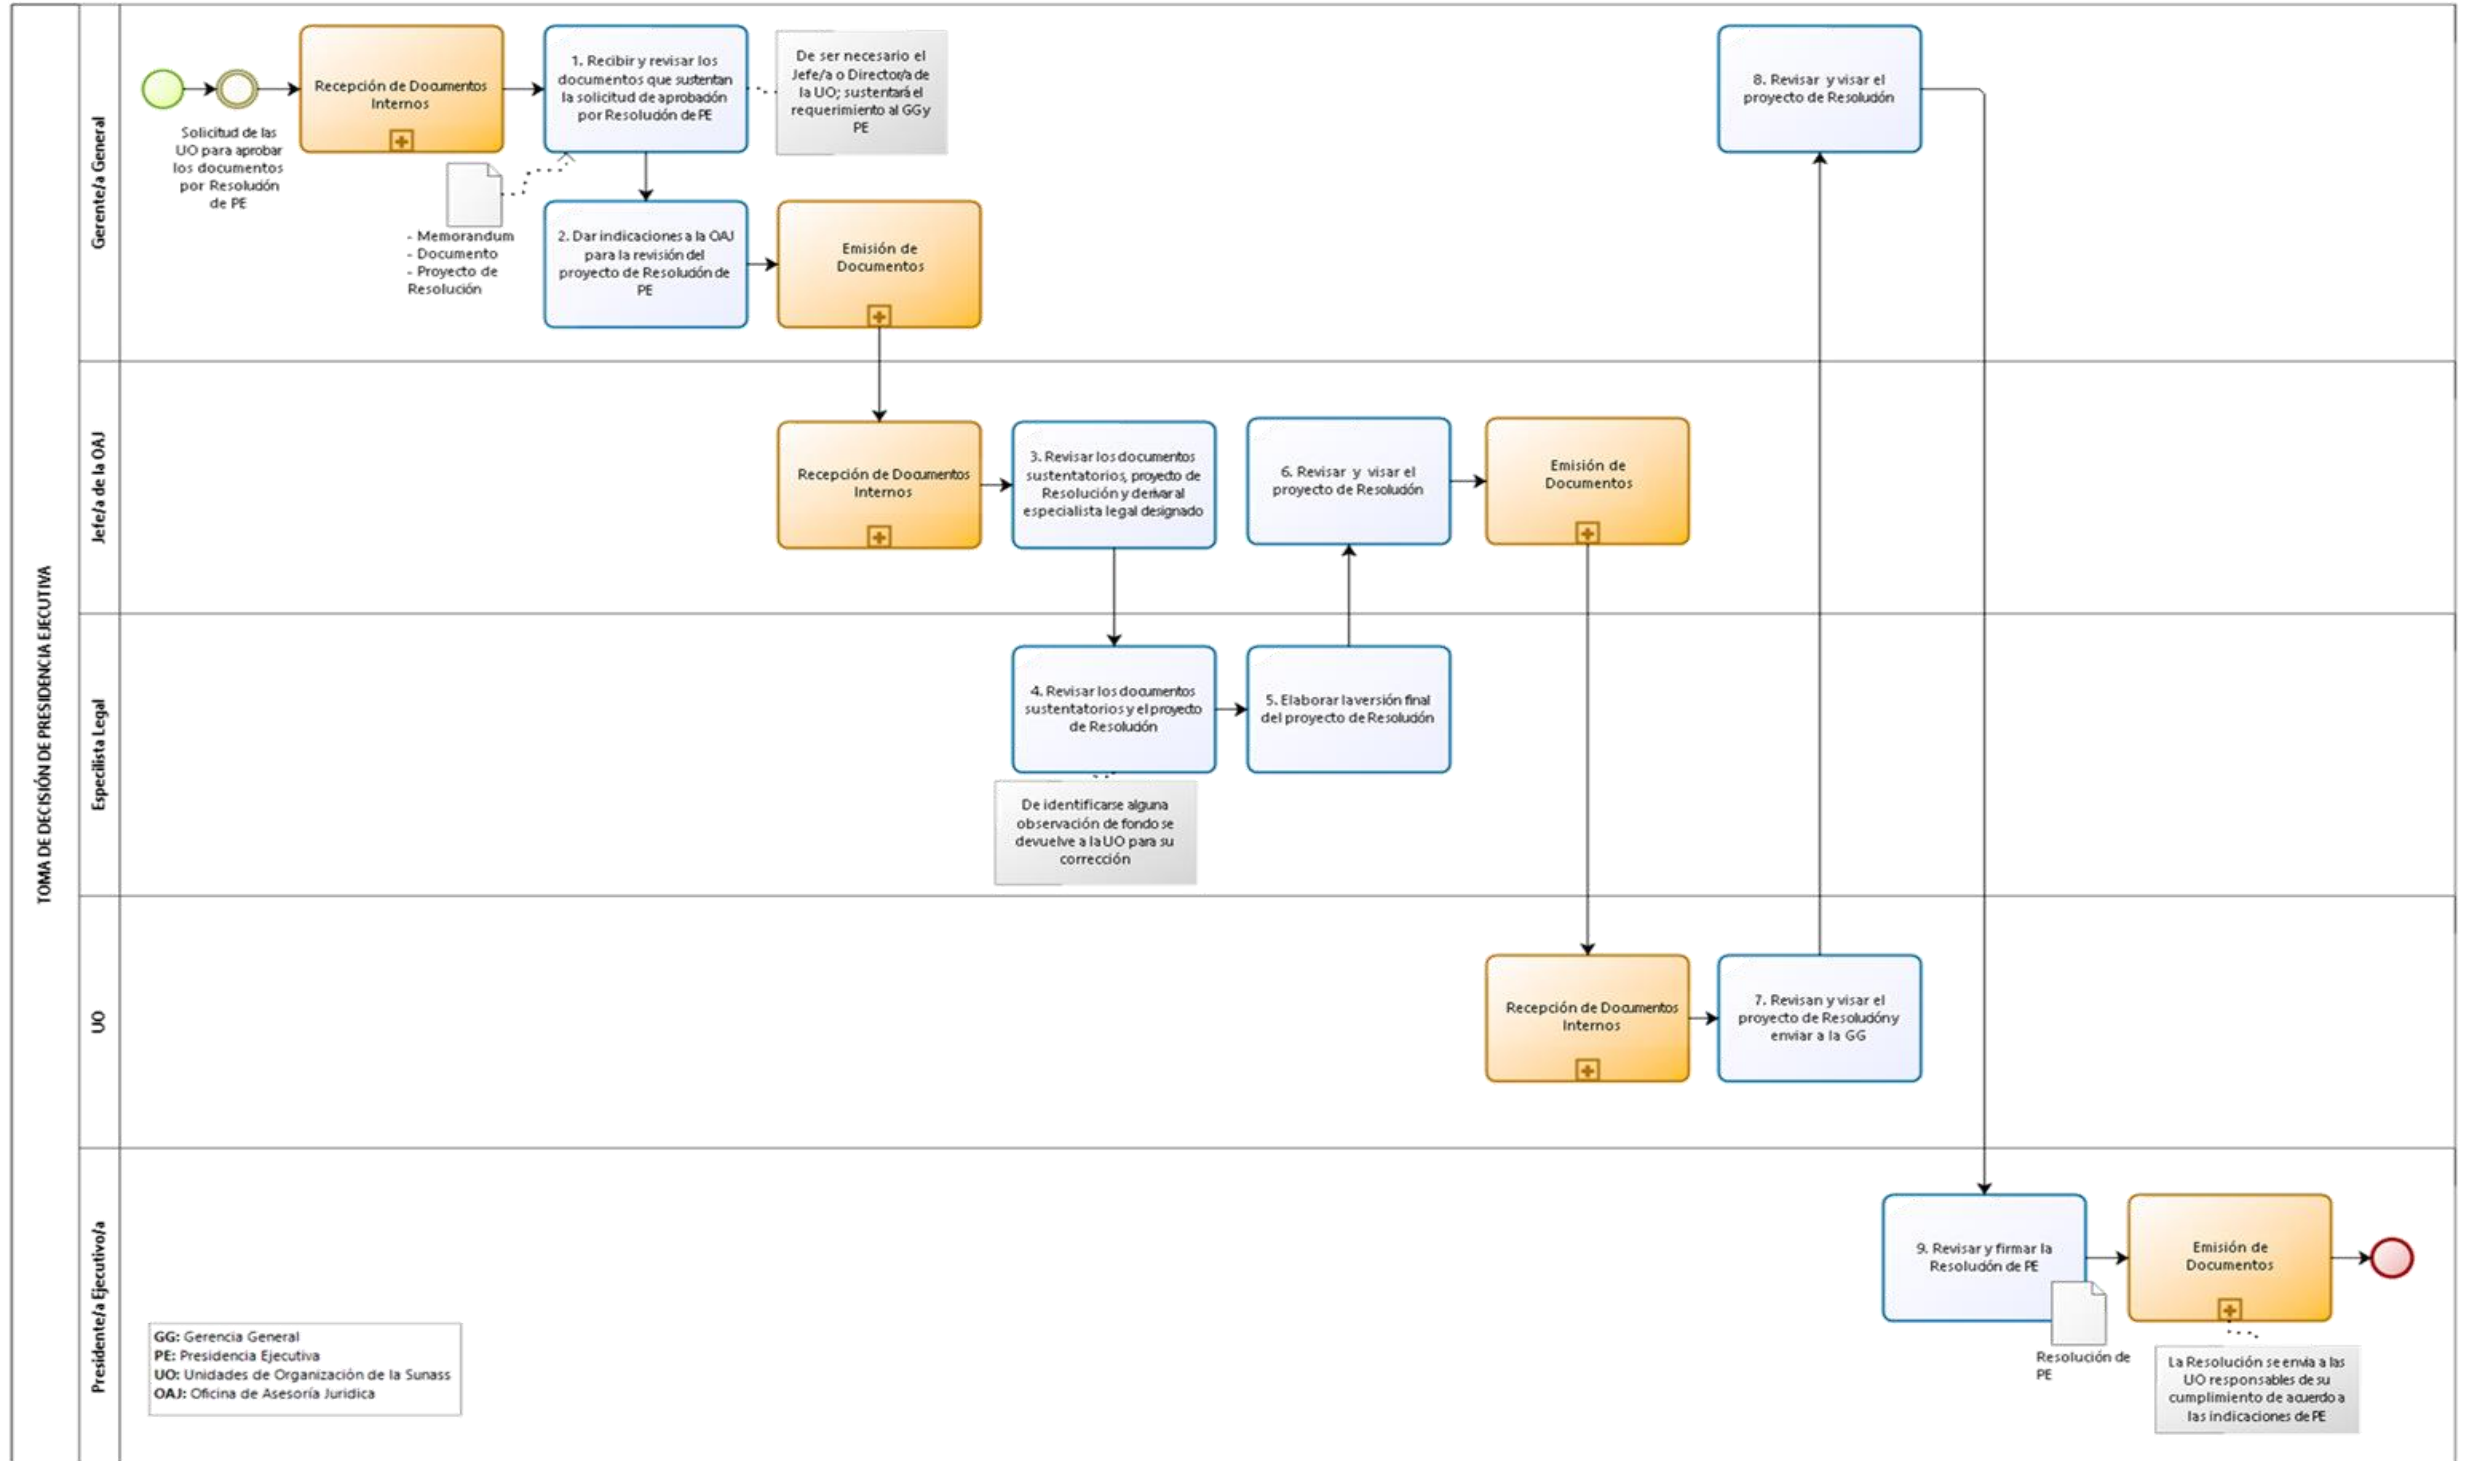 TOMA DE DECISIÓN DE PRESIDENCIA EJECUTIVA
Gerente/a General
Solicitud de las
UO para aprobar
los documentos
por Resolución
de PE
Recepción de Documentos
Internos
1. Recibir y revisar los
documentos que sustentan
la solicitud de aprobación
por Resolución de PE
De ser necesario el
Jefe/a o Director/a de
la UO; sustentará el
requerimiento al GG y
PE
- Memorandum
- Documento
- Proyecto de
Resolución
2. Dar indicaciones a la OAJ
para la revisión del
proyecto de Resolución de
PE
Emisión de
Documentos
8. Revisar y visar el
proyecto de Resolución
Jefe/a de la OAJ
Recepción de Documentos
Internos
3. Revisar los documentos
sustentatorios, proyecto de
Resolución y derivar al
especialista legal designado
6. Revisar y visar el
proyecto de Resolución
Emisión de
Documentos
Especilista Legal
4. Revisar los documentos
sustentatorios y el proyecto
de Resolución
5. Elaborar la versión final
del proyecto de Resolución
De identificarse alguna
observación de fondo se
devuelve a la UO para su
corrección
UO
Recepción de Documentos
Internos
7. Revisan y visar el
proyecto de Resolución y
enviar a la GG
Presidente/a Ejecutivo/a
9. Revisar y firmar la
Resolución de PE
Resolución de
PE
Emisión de
Documentos
La Resolución se envia a las
UO responsables de su
cumplimiento de acuerdo a
las indicaciones de PE
GG: Gerencia General
PE: Presidencia Ejecutiva
UO: Unidades de Organización de la Sunass
OAJ: Oficina de Asesoría Juridica